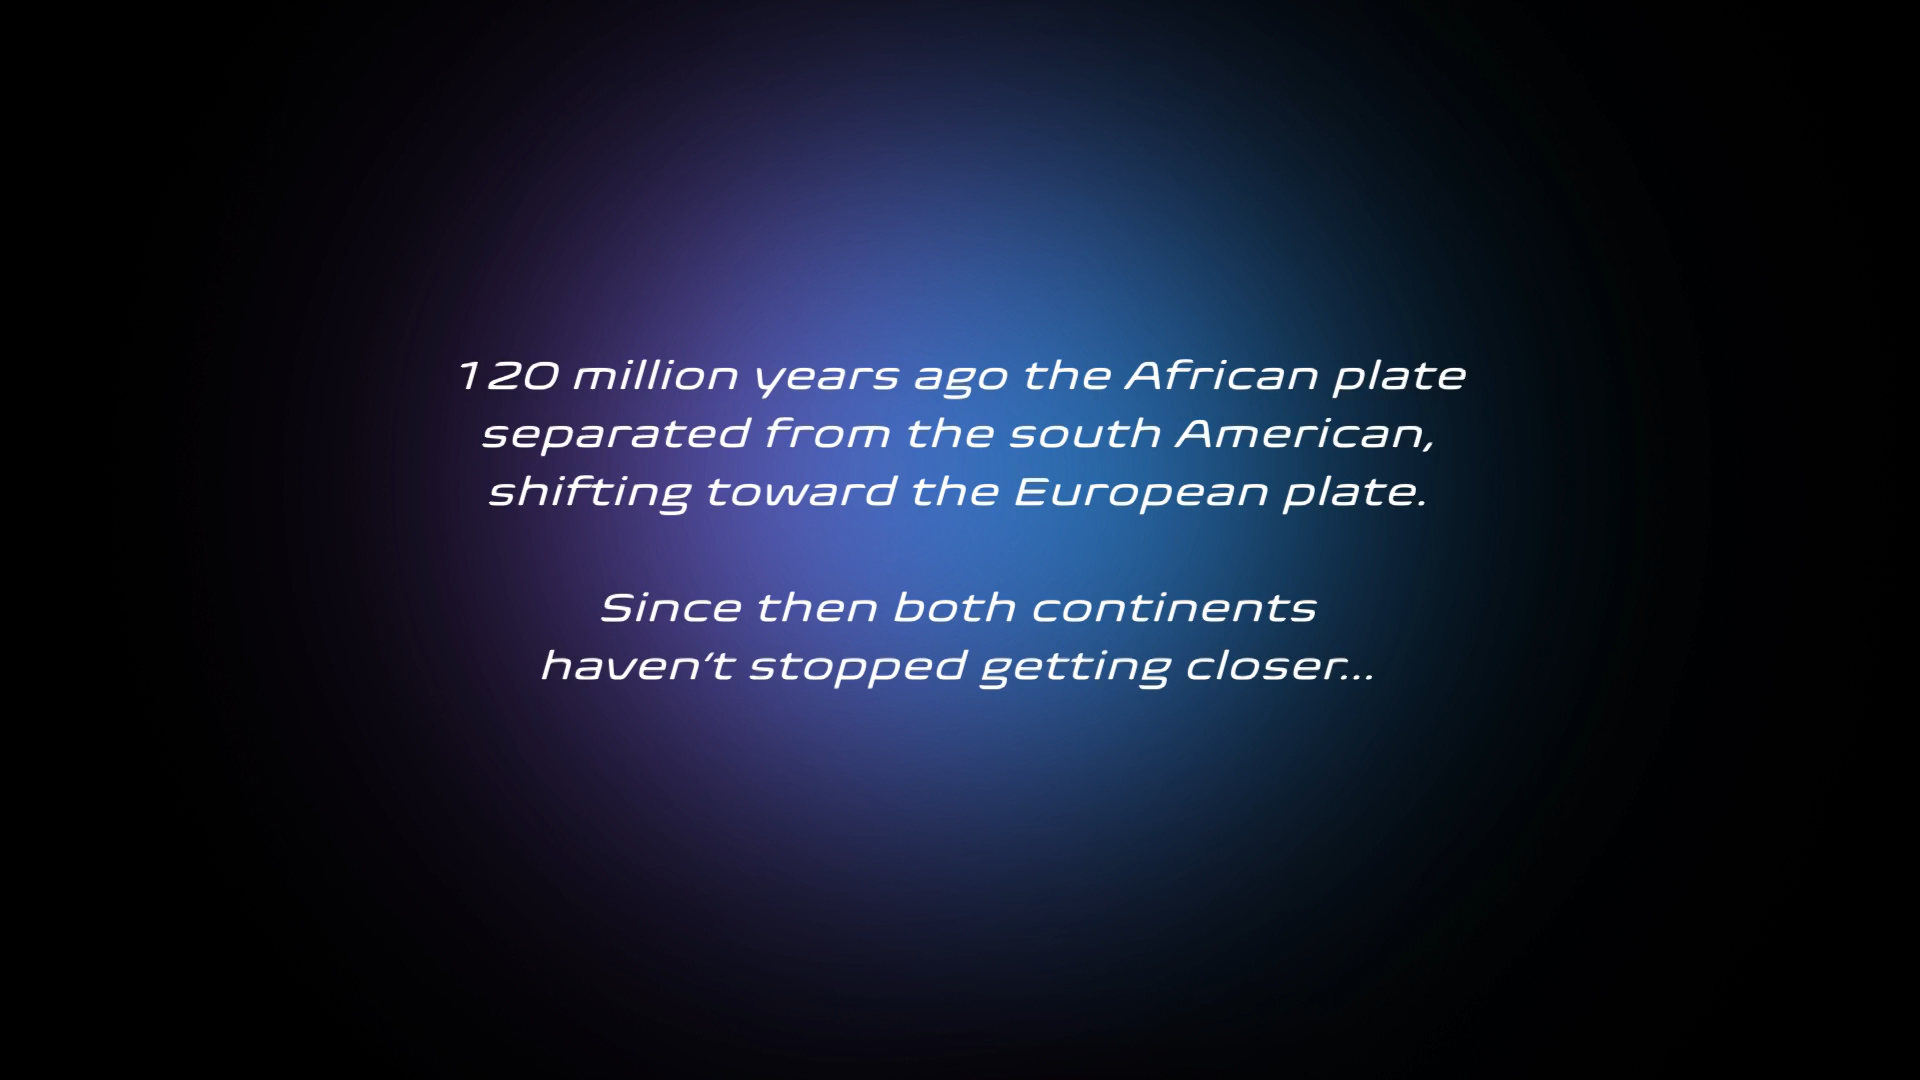 120 million years ago the African plate
separated from the south American,
shifting toward the European plate.
Since then both continents
haven't stopped getting closer...